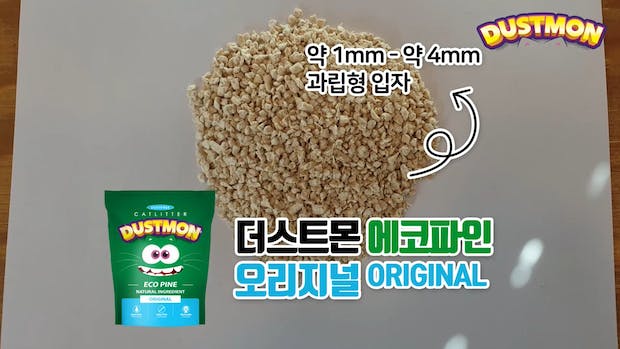 DUSTMON
약 1mm - 약 4mm
과립형 입자
CATLITTER
DUSTMON
ECO PINE
NATURAL INGREDIENT
ORIGINAL
더스트몬 에코파인
오리지널 ORIGINAL